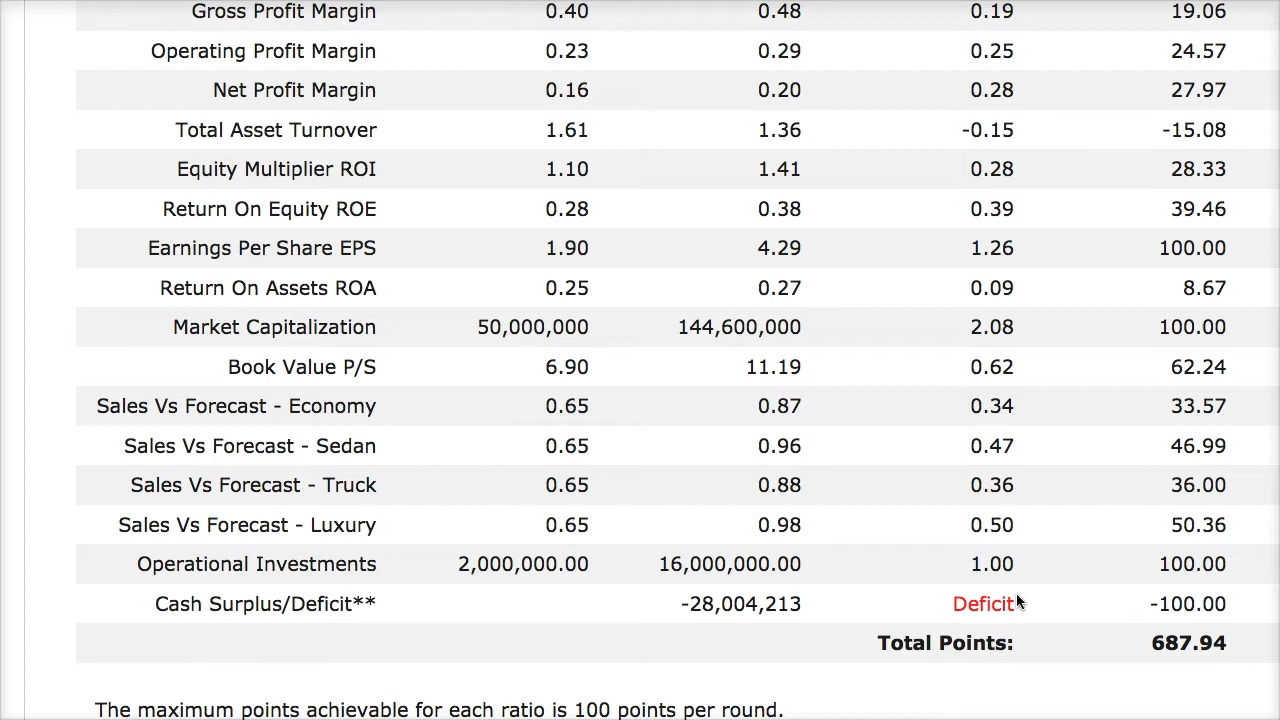 Gross Profit Margin 0.40 0.48 0.19 19.06
Operating Profit Margin 0.23 0.29 0.25 24.57
Net Profit Margin 0.16 0.20 0.28 27.97
Total Asset Turnover 1.61 1.36 -0.15 -15.08
Equity Multiplier ROI 1.10 1.41 0.28 28.33
Return On Equity ROE 0.28 0.38 0.39 39.46
Earnings Per Share EPS 1.90 4.29 1.26 100.00
Return On Assets ROA 0.25 0.27 0.09 8.67
Market Capitalization 50,000,000 144,600,000 2.08 100.00
Book Value P/S 6.90 11.19 0.62 62.24
Sales Vs Forecast - Economy 0.65 0.87 0.34 33.57
Sales Vs Forecast - Sedan 0.65 0.96 0.47 46.99
Sales Vs Forecast - Truck 0.65 0.88 0.36 36.00
Sales Vs Forecast - Luxury 0.65 0.98 0.50 50.36
Operational Investments 2,000,000.00 16,000,000.00 1.00 100.00
Cash Surplus/Deficit** -28,004,213 Deficit -100.00
Total Points: 687.94
The maximum points achievable for each ratio is 100 points per round.